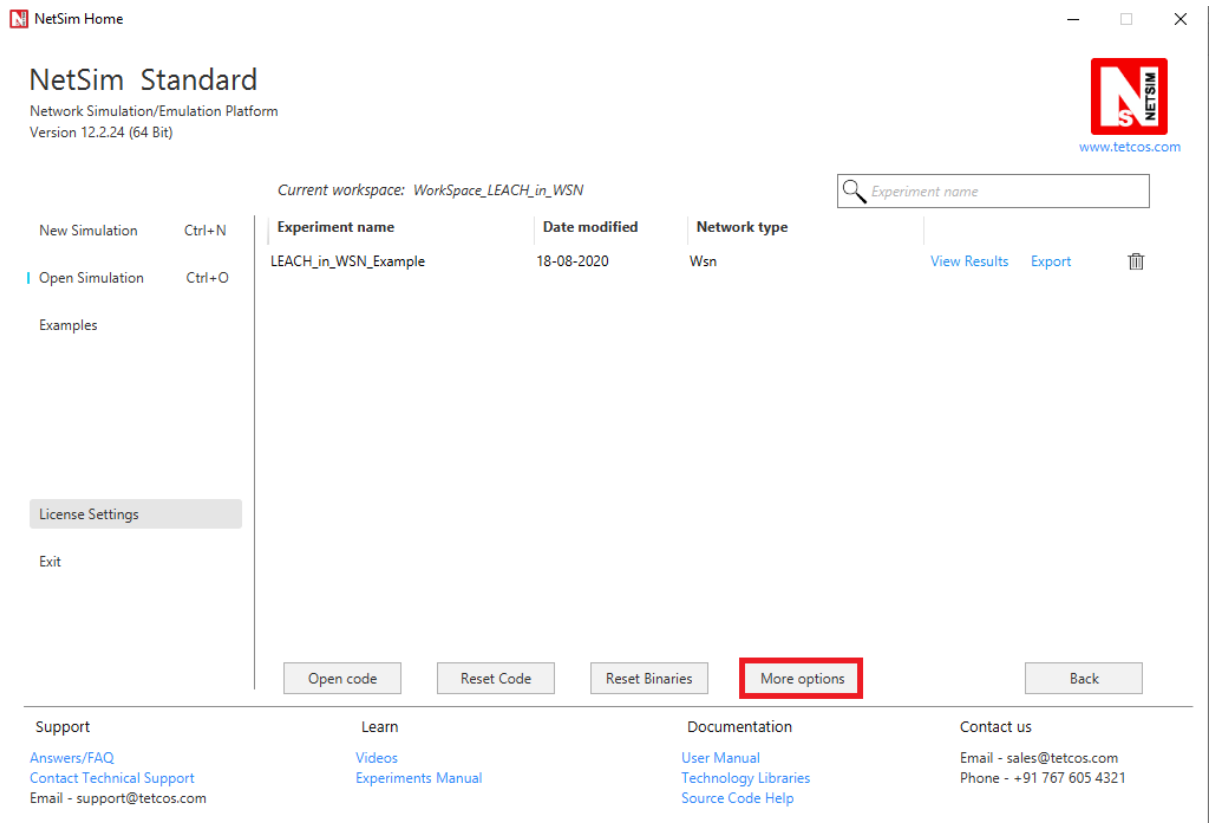 NetSim Home
NetSim Standard
Network Simulation/Emulation Platform
Version 12.2.24 (64 Bit)
N
S
NETSIM
www.tetcos.com
Current workspace: WorkSpace_LEACH_in_WSN
Experiment name
New Simulation Ctrl+N
Open Simulation Ctrl+O
Examples
License Settings
Exit
Experiment name Date modified Network type
LEACH_in_WSN_Example 18-08-2020 Wsn View Results Export
Open code Reset Code Reset Binaries More options Back
Support
Answers/FAQ
Contact Technical Support
Email - support@tetcos.com
Learn
Videos
Experiments Manual
Documentation
User Manual
Technology Libraries
Source Code Help
Contact us
Email - sales@tetcos.com
Phone - +91 767 605 4321